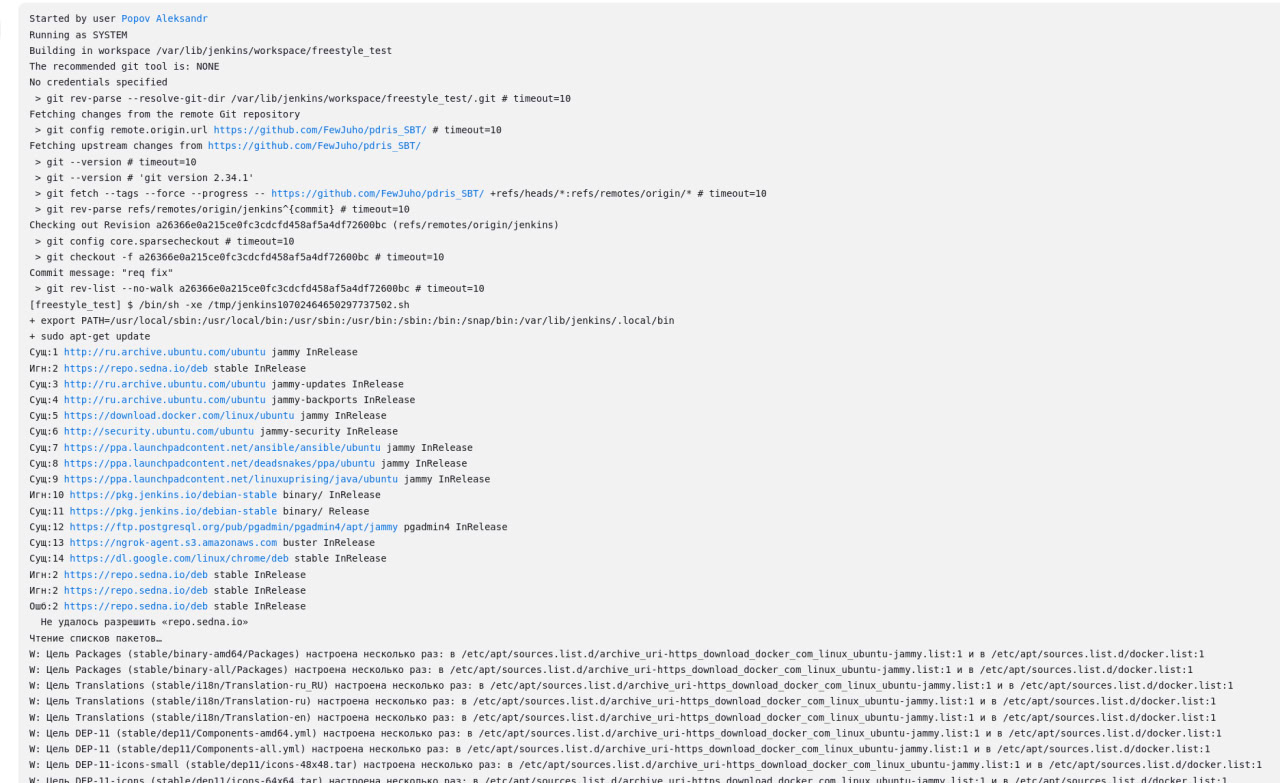 Started by user Popov Aleksandr
Running as SYSTEM
Building in workspace /var/lib/jenkins/workspace/freestyle_test
The recommended git tool is: NONE
No credentials specified
> git rev-parse --resolve-git-dir /var/lib/jenkins/workspace/freestyle_test/.git # timeout=10
Fetching changes from the remote Git repository
> git config remote.origin.url https://github.com/FewJuho/pdris_SBT/ # timeout=10
Fetching upstream changes from https://github.com/FewJuho/pdris_SBT/
> git --version # timeout=10
> git --version # 'git version 2.34.1'
> git fetch --tags --force --progress -- https://github.com/FewJuho/pdris_SBT/ +refs/heads/*:refs/remotes/origin/* # timeout=10
> git rev-parse refs/remotes/origin/jenkins^{commit} # timeout=10
Checking out Revision a26366e0a215ce0fc3cdcfd458af5a4df72600bc (refs/remotes/origin/jenkins)
> git config core.sparsecheckout # timeout=10
> git checkout -f a26366e0a215ce0fc3cdcfd458af5a4df72600bc # timeout=10
Commit message: "req fix"
> git rev-list --no-walk a26366e0a215ce0fc3cdcfd458af5a4df72600bc # timeout=10
[freestyle_test] $ /bin/sh -xe /tmp/jenkins10702464650297737502.sh
+ export PATH=/usr/local/sbin:/usr/local/bin:/usr/sbin:/usr/bin:/sbin:/bin:/snap/bin:/var/lib/jenkins/.local/bin
+ sudo apt-get update
Сущ:1 http://ru.archive.ubuntu.com/ubuntu jammy InRelease
Игн:2 https://repo.sedna.io/deb stable InRelease
Сущ:3 http://ru.archive.ubuntu.com/ubuntu jammy-updates InRelease
Сущ:4 http://ru.archive.ubuntu.com/ubuntu jammy-backports InRelease
Сущ:5 https://download.docker.com/linux/ubuntu jammy InRelease
Сущ:6 http://security.ubuntu.com/ubuntu jammy-security InRelease
Сущ:7 https://ppa.launchpadcontent.net/ansible/ansible/ubuntu jammy InRelease
Сущ:8 https://ppa.launchpadcontent.net/deadsnakes/ppa/ubuntu jammy InRelease
Сущ:9 https://ppa.launchpadcontent.net/linuxuprising/java/ubuntu jammy InRelease
Игн:10 https://pkg.jenkins.io/debian-stable binary/ InRelease
Сущ:11 https://pkg.jenkins.io/debian-stable binary/ Release
Сущ:12 https://ftp.postgresql.org/pub/pgadmin/pgadmin4/apt/jammy pgadmin4 InRelease
Сущ:13 https://ngrok-agent.s3.amazonaws.com buster InRelease
Сущ:14 https://dl.google.com/linux/chrome/deb stable InRelease
Игн:2 https://repo.sedna.io/deb stable InRelease
Игн:2 https://repo.sedna.io/deb stable InRelease
Ошб:2 https://repo.sedna.io/deb stable InRelease
Не удалось разрешить «repo.sedna.io»
Чтение списков пакетов…
W: Цель Packages (stable/binary-amd64/Packages) настроена несколько раз: в /etc/apt/sources.list.d/archive_uri-https_download_docker_com_linux_ubuntu-jammy.list:1 и в /etc/apt/sources.list.d/docker.list:1
W: Цель Packages (stable/binary-all/Packages) настроена несколько раз: в /etc/apt/sources.list.d/archive_uri-https_download_docker_com_linux_ubuntu-jammy.list:1 и в /etc/apt/sources.list.d/docker.list:1
W: Цель Translations (stable/i18n/Translation-ru_RU) настроена несколько раз: в /etc/apt/sources.list.d/archive_uri-https_download_docker_com_linux_ubuntu-jammy.list:1 и в /etc/apt/sources.list.d/docker.list:1
W: Цель Translations (stable/i18n/Translation-ru) настроена несколько раз: в /etc/apt/sources.list.d/archive_uri-https_download_docker_com_linux_ubuntu-jammy.list:1 и в /etc/apt/sources.list.d/docker.list:1
W: Цель Translations (stable/i18n/Translation-en) настроена несколько раз: в /etc/apt/sources.list.d/archive_uri-https_download_docker_com_linux_ubuntu-jammy.list:1 и в /etc/apt/sources.list.d/docker.list:1
W: Цель DEP-11 (stable/dep11/Components-amd64.yml) настроена несколько раз: в /etc/apt/sources.list.d/archive_uri-https_download_docker_com_linux_ubuntu-jammy.list:1 и в /etc/apt/sources.list.d/docker.list:1
W: Цель DEP-11 (stable/dep11/Components-all.yml) настроена несколько раз: в /etc/apt/sources.list.d/archive_uri-https_download_docker_com_linux_ubuntu-jammy.list:1 и в /etc/apt/sources.list.d/docker.list:1
W: Цель DEP-11-icons-small (stable/dep11/icons-48x48.tar) настроена несколько раз: в /etc/apt/sources.list.d/archive_uri-https_download_docker_com_linux_ubuntu-jammy.list:1 и в /etc/apt/sources.list.d/docker.list:1
W: Цель DEP-11-icons (stable/dep11/icons-64x64.tar) настроена несколько раз: в /etc/apt/sources.list.d/archive_uri-https_download_docker_com_linux_ubuntu-jammy.list:1 и в /etc/apt/sources.list.d/docker.list:1